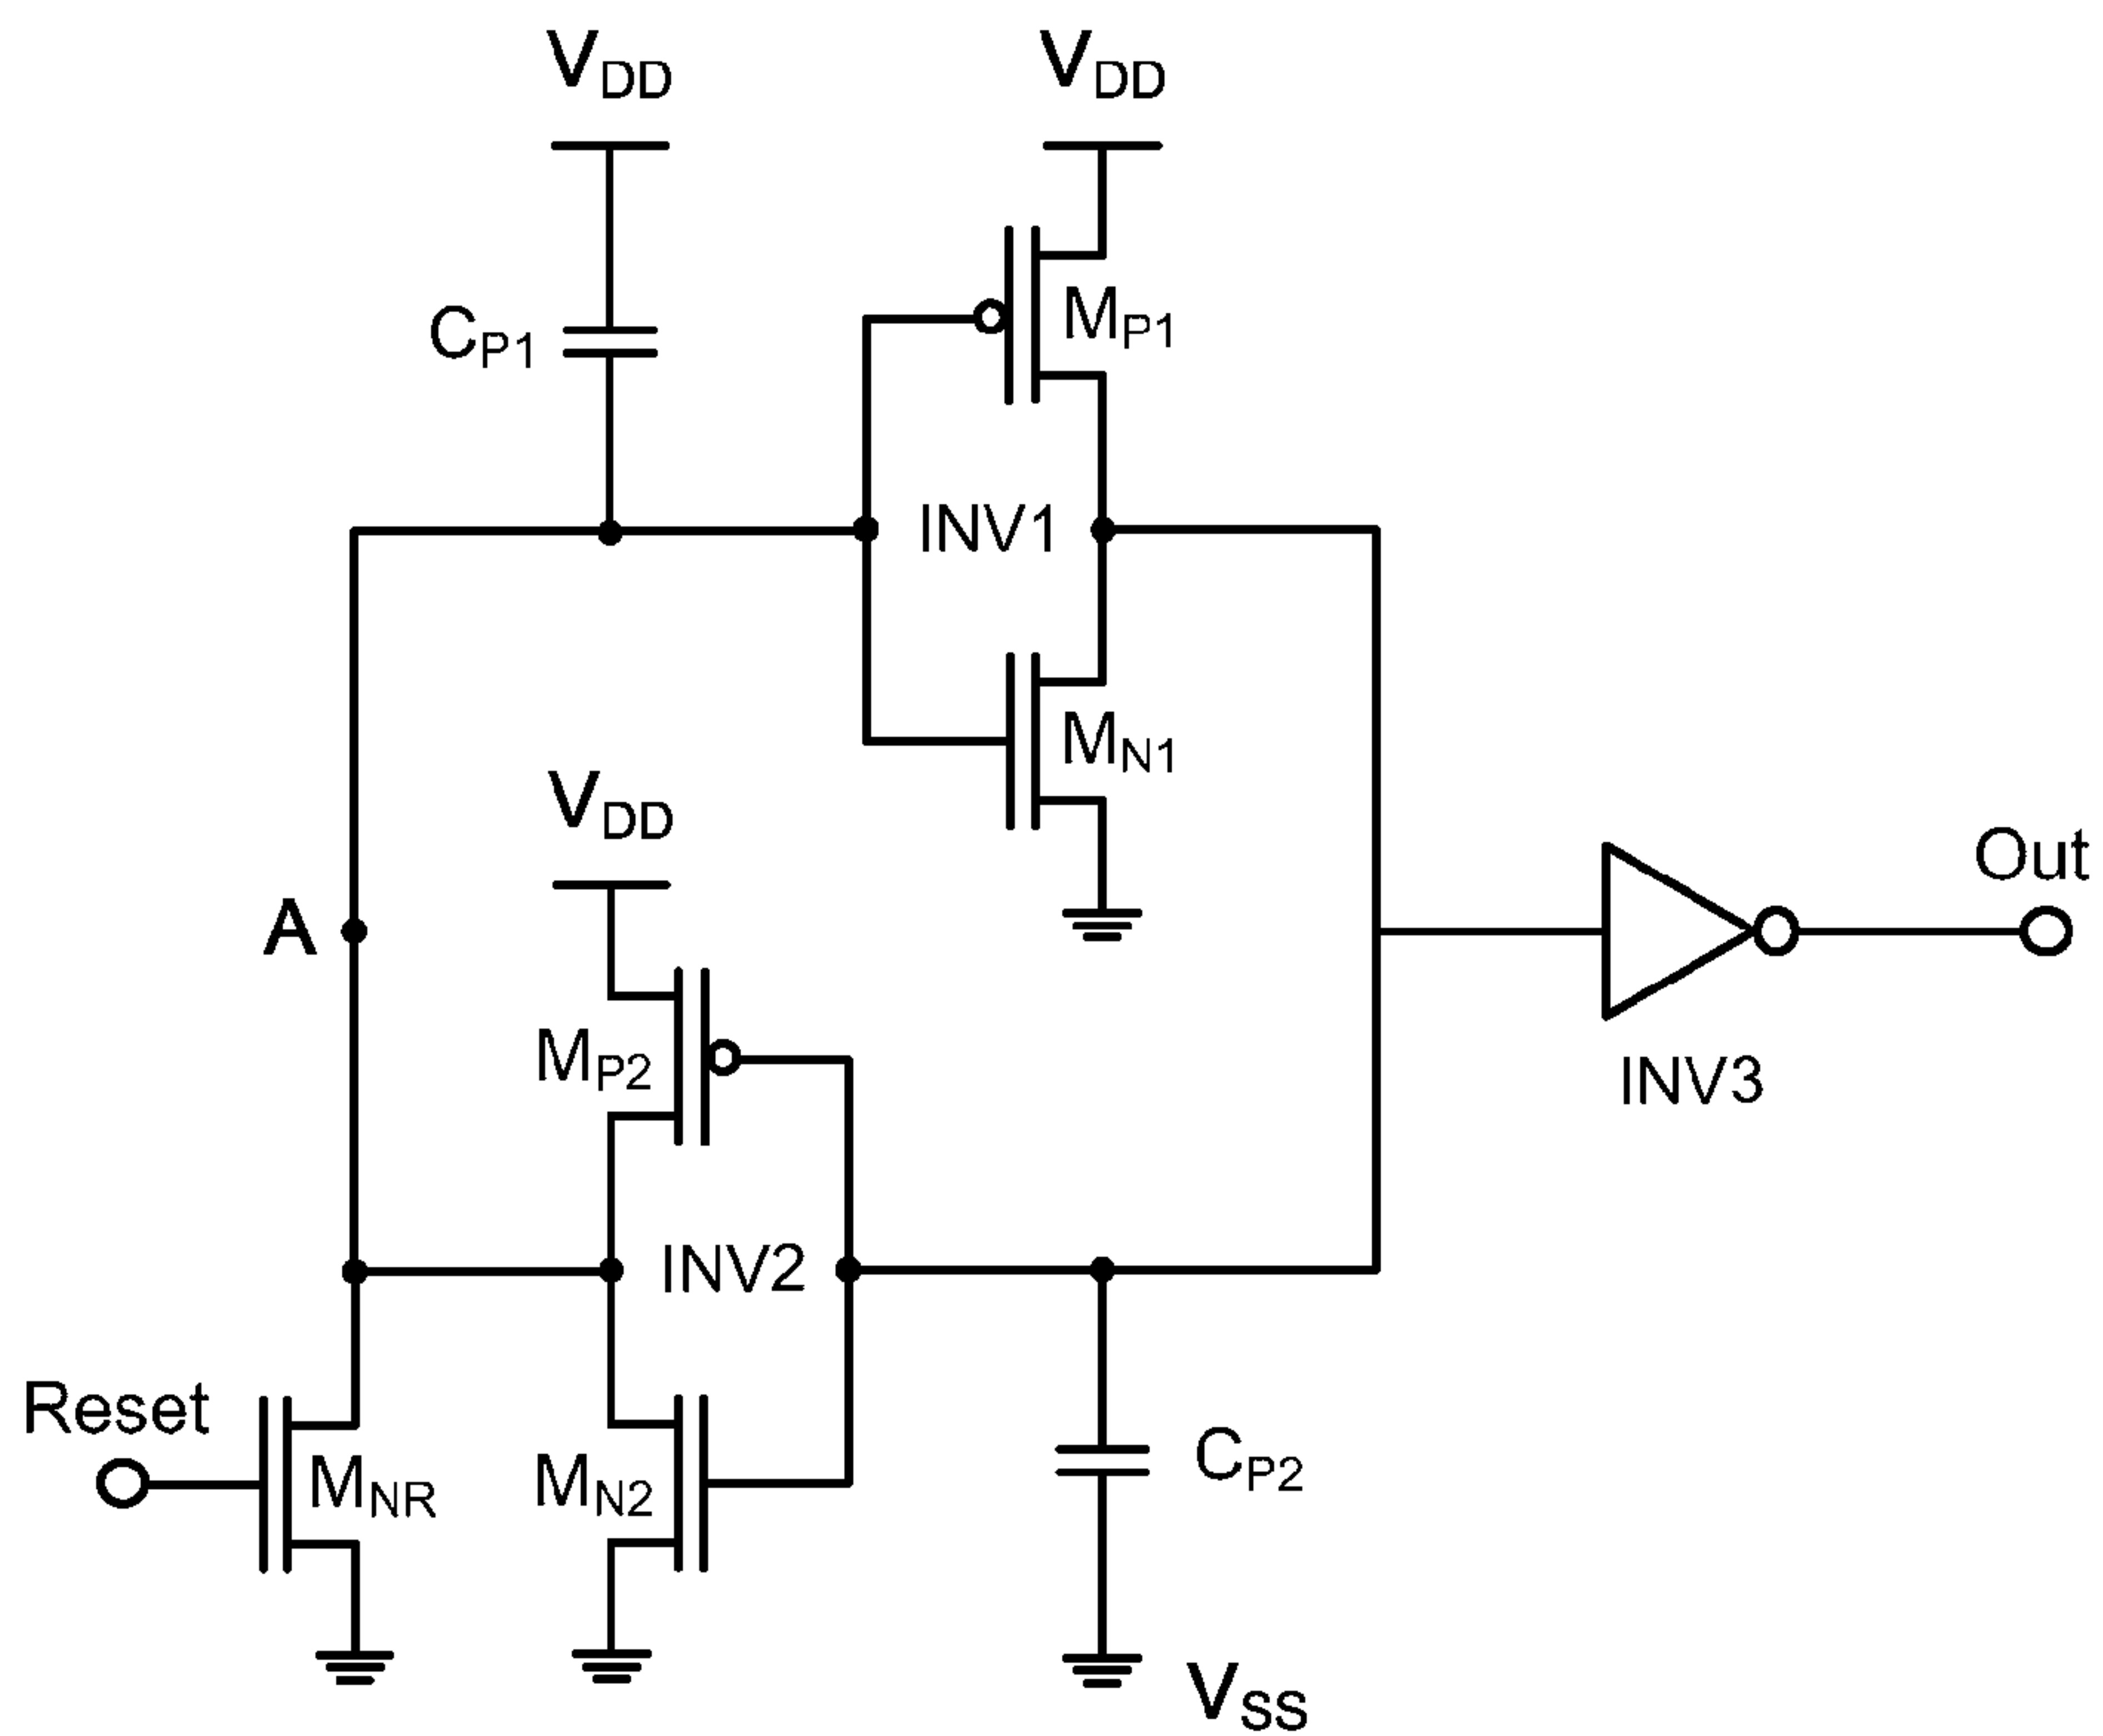 VDD
VDD
CP1
MP1
INV1
MN1
VDD
Out
A
MP2
INV3
INV2
Reset
MNR
MN2
CP2
VSS